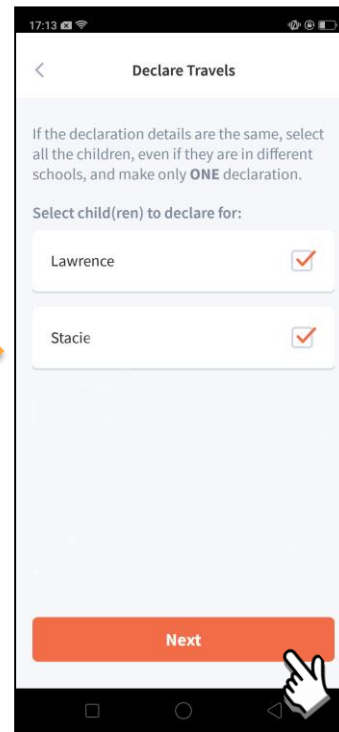 17:13
Declare Travels
If the declaration details are the same, select
all the children, even if they are in different
schools, and make only ONE declaration.
Select child(ren) to declare for:
Lawrence
Stacie
Next